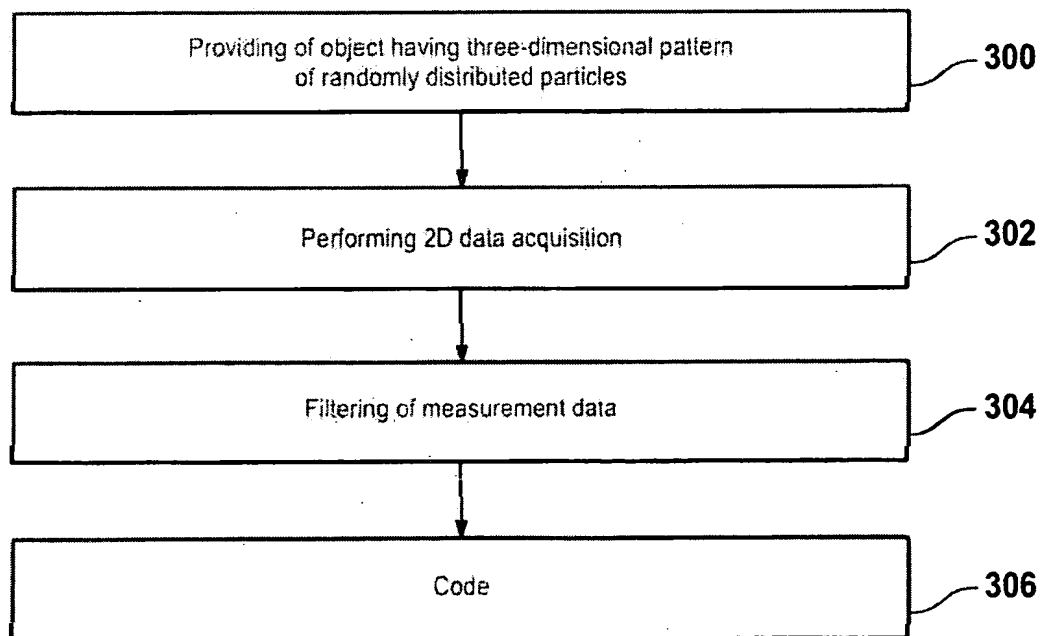 Providing of object having three-dimensional pattern
of randomly distributed particles
300
Performing 2D data acquisition
302
Filtering of measurement data
304
Code
306